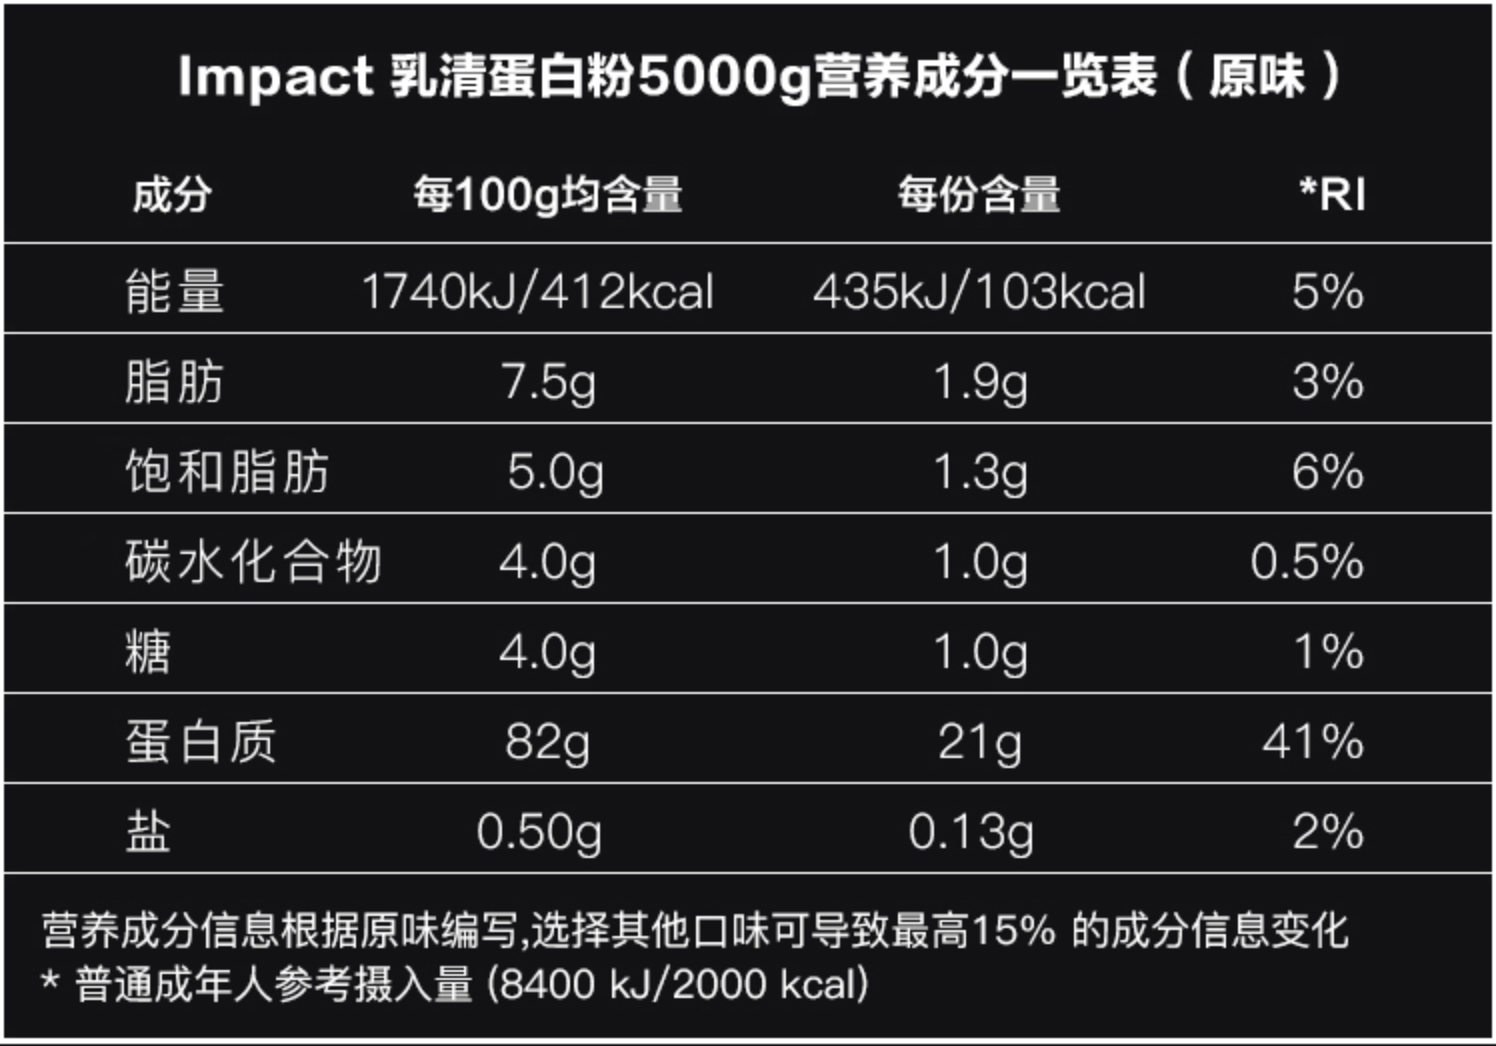 Impact 乳清蛋白粉5000g营养成分一览表（原味）
成分 每100g均含量 每份含量 *RI
能量 1740kJ/412kcal 435kJ/103kcal 5%
脂肪 7.5g 1.9g 3%
饱和脂肪 5.0g 1.3g 6%
碳水化合物 4.0g 1.0g 0.5%
糖 4.0g 1.0g 1%
蛋白质 82g 21g 41%
盐 0.50g 0.13g 2%
营养成分信息根据原味编写,选择其他口味可导致最高15% 的成分信息变化
* 普通成年人参考摄入量 (8400 kJ/2000 kcal)